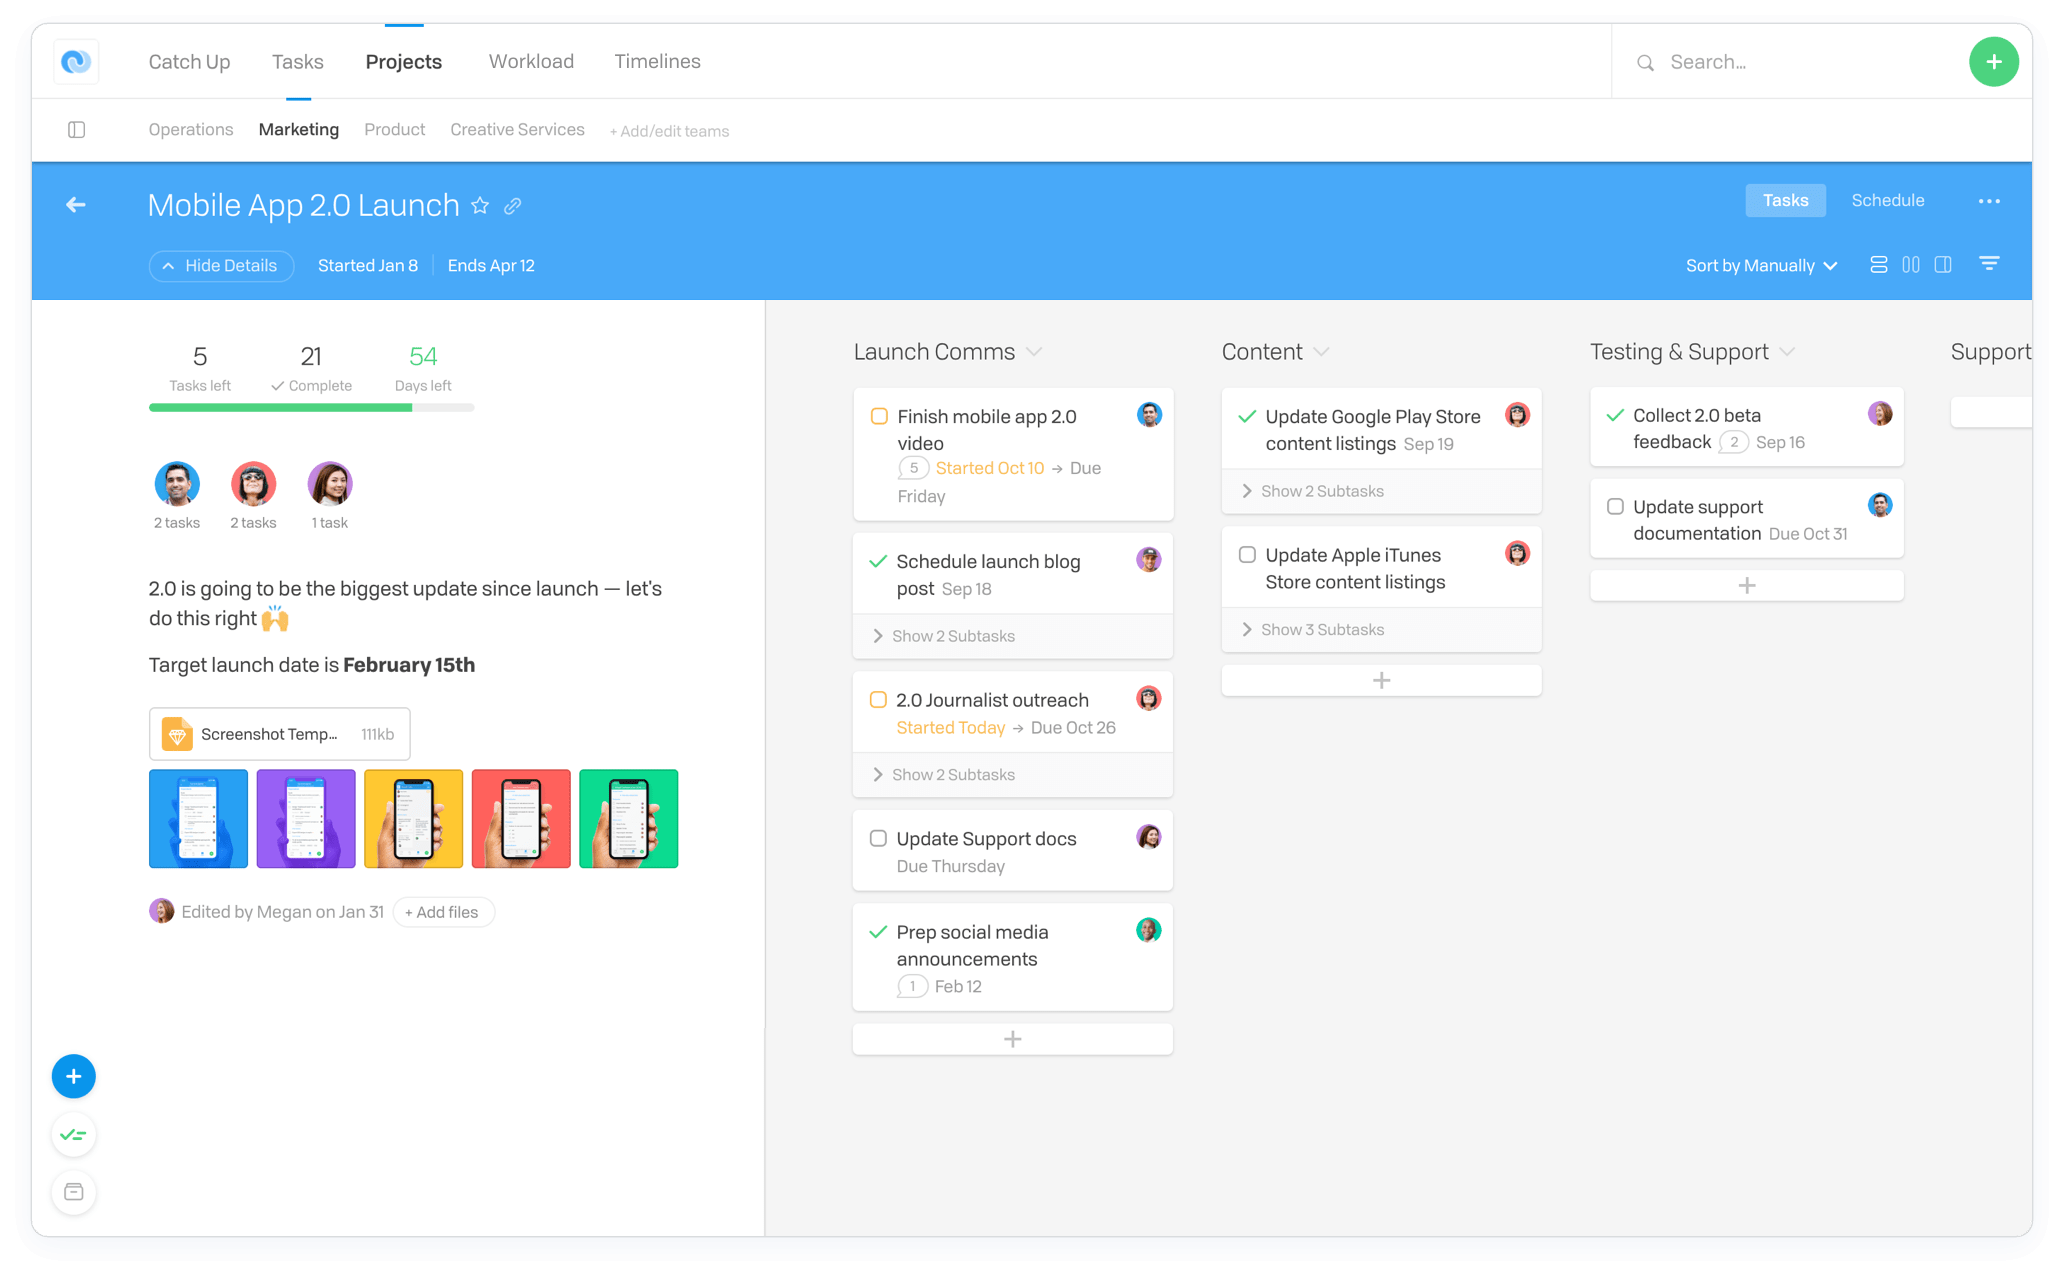 Catch Up
Tasks
Projects
Workload
Timelines
Search...
Operations
Marketing
Product
Creative Services
+ Add/edit teams
Mobile App 2.0 Launch
Tasks
Schedule
Hide Details
Started Jan 8
Ends Apr 12
Sort by Manually
5
Tasks left
21
Complete
54
Days left
2 tasks
2 tasks
1 task
2.0 is going to be the biggest update since launch — let's
do this right 🙌
Target launch date is February 15th
Screenshot Temp...
111kb
Edited by Megan on Jan 31
+ Add files
Launch Comms
Finish mobile app 2.0
video
5 Started Oct 10 → Due
Friday
Schedule launch blog
post Sep 18
Show 2 Subtasks
2.0 Journalist outreach
Started Today → Due Oct 26
Show 2 Subtasks
Update Support docs
Due Thursday
Prep social media
announcements
1 Feb 12
Content
Update Google Play Store
content listings Sep 19
Show 2 Subtasks
Update Apple iTunes
Store content listings
Show 3 Subtasks
Testing & Support
Collect 2.0 beta
feedback 2 Sep 16
Update support
documentation Due Oct 31
Support